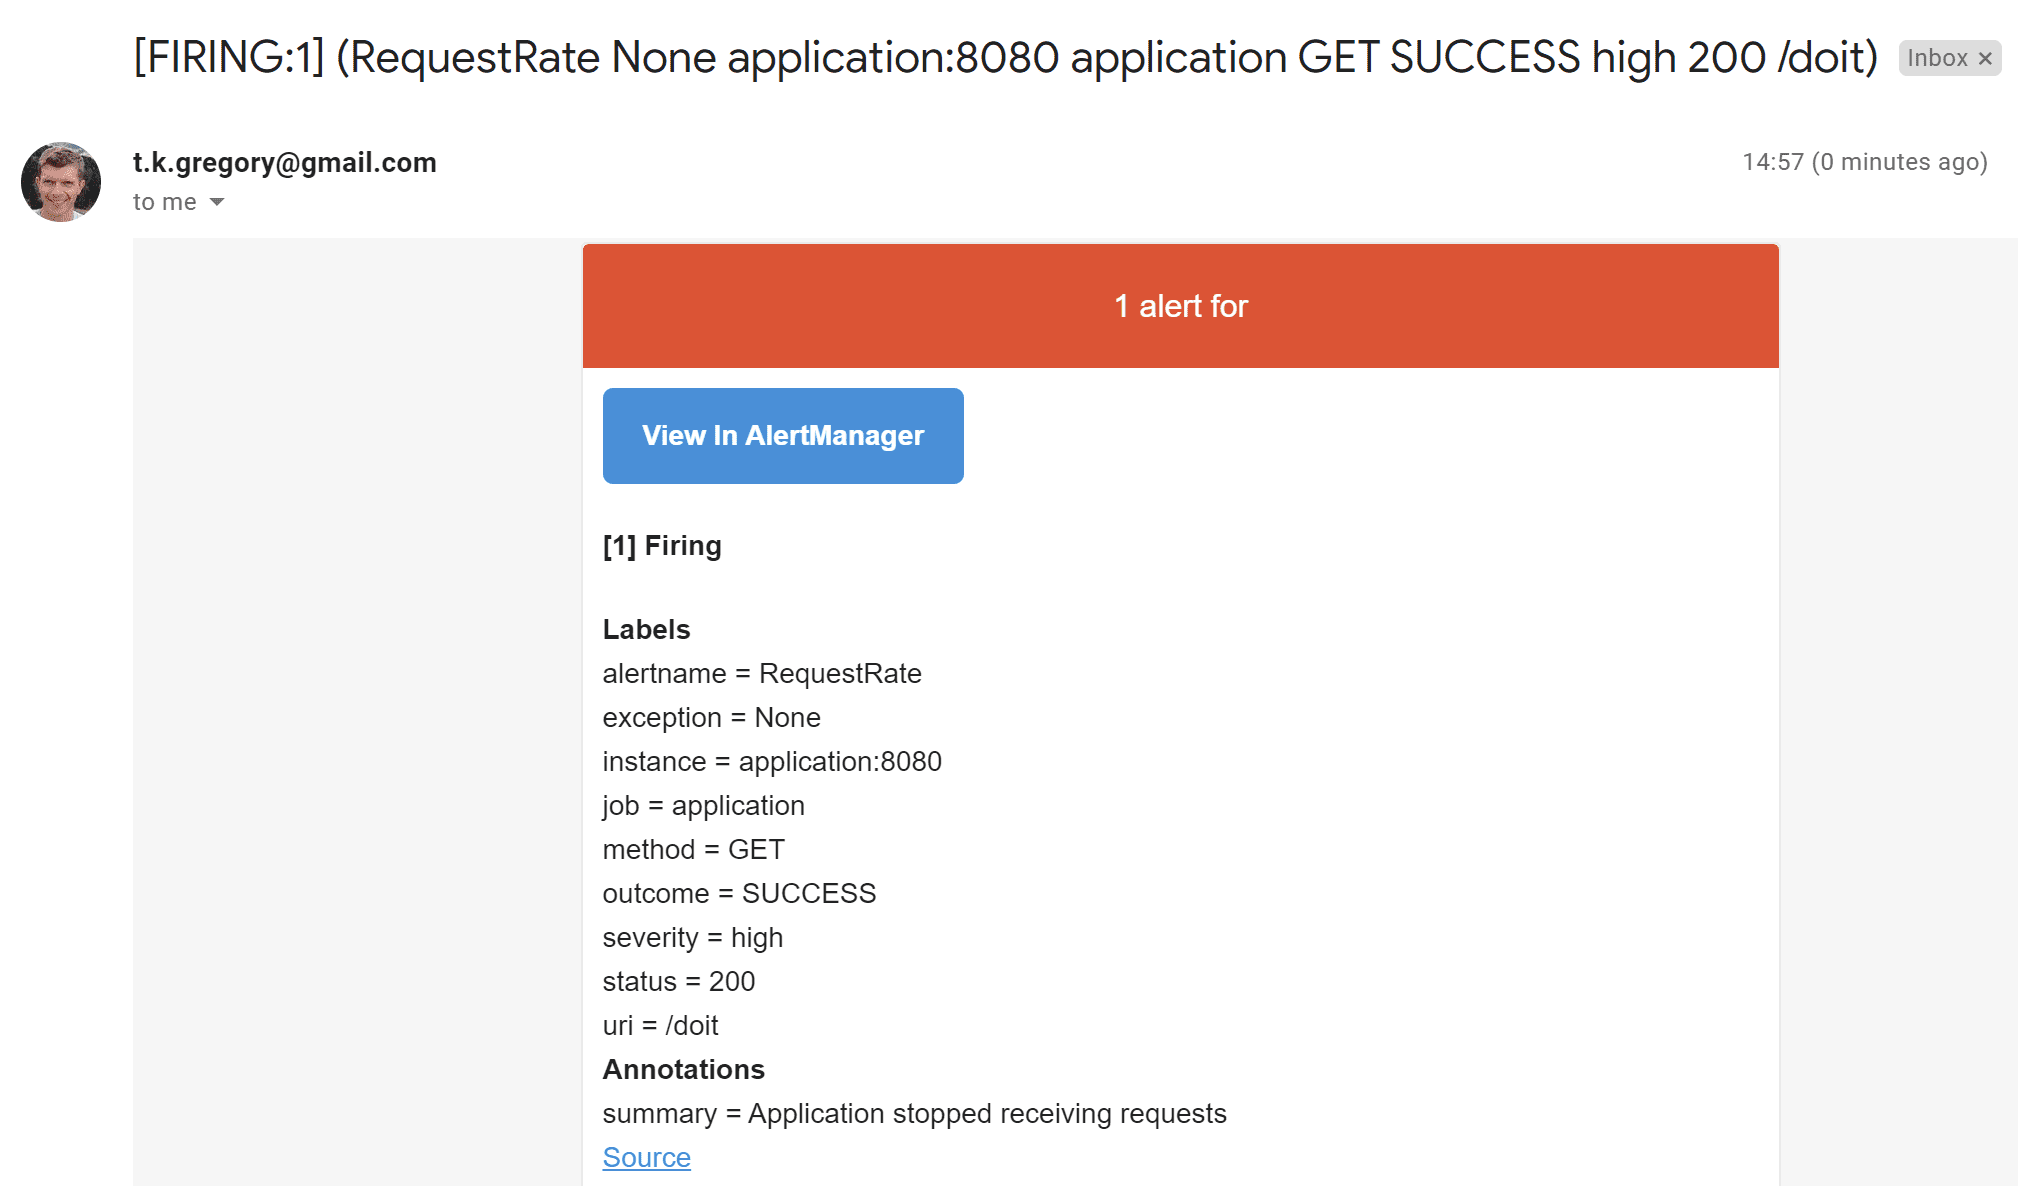 [FIRING:1] (RequestRate None application:8080 application GET SUCCESS high 200 /doit) Inbox ×
t.k.gregory@gmail.com 14:57 (0 minutes ago)
to me
1 alert for
View In AlertManager
[1] Firing
Labels
alertname = RequestRate
exception = None
instance = application:8080
job = application
method = GET
outcome = SUCCESS
severity = high
status = 200
uri = /doit
Annotations
summary = Application stopped receiving requests
Source